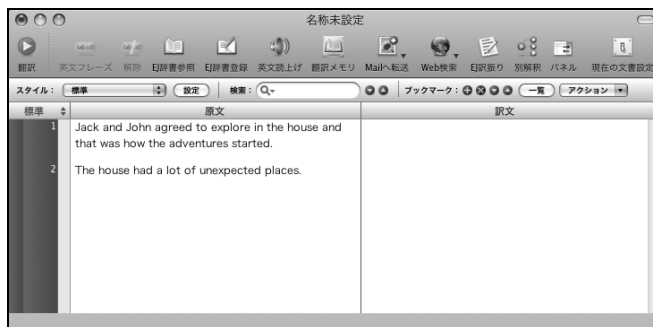 名称未設定
翻訳 英文フレーズ 解除 EJ辞書参照 EJ辞書登録 英文読上げ 翻訳メモリ Mailへ転送 Web検索 EJ訳振り 別解釈 パネル 現在の文書設定
スタイル： 標準 設定 検索： ブックマーク： 一覧 アクション
標準 原文 訳文
1 Jack and John agreed to explore in the house and
that was how the adventures started.
2 The house had a lot of unexpected places.